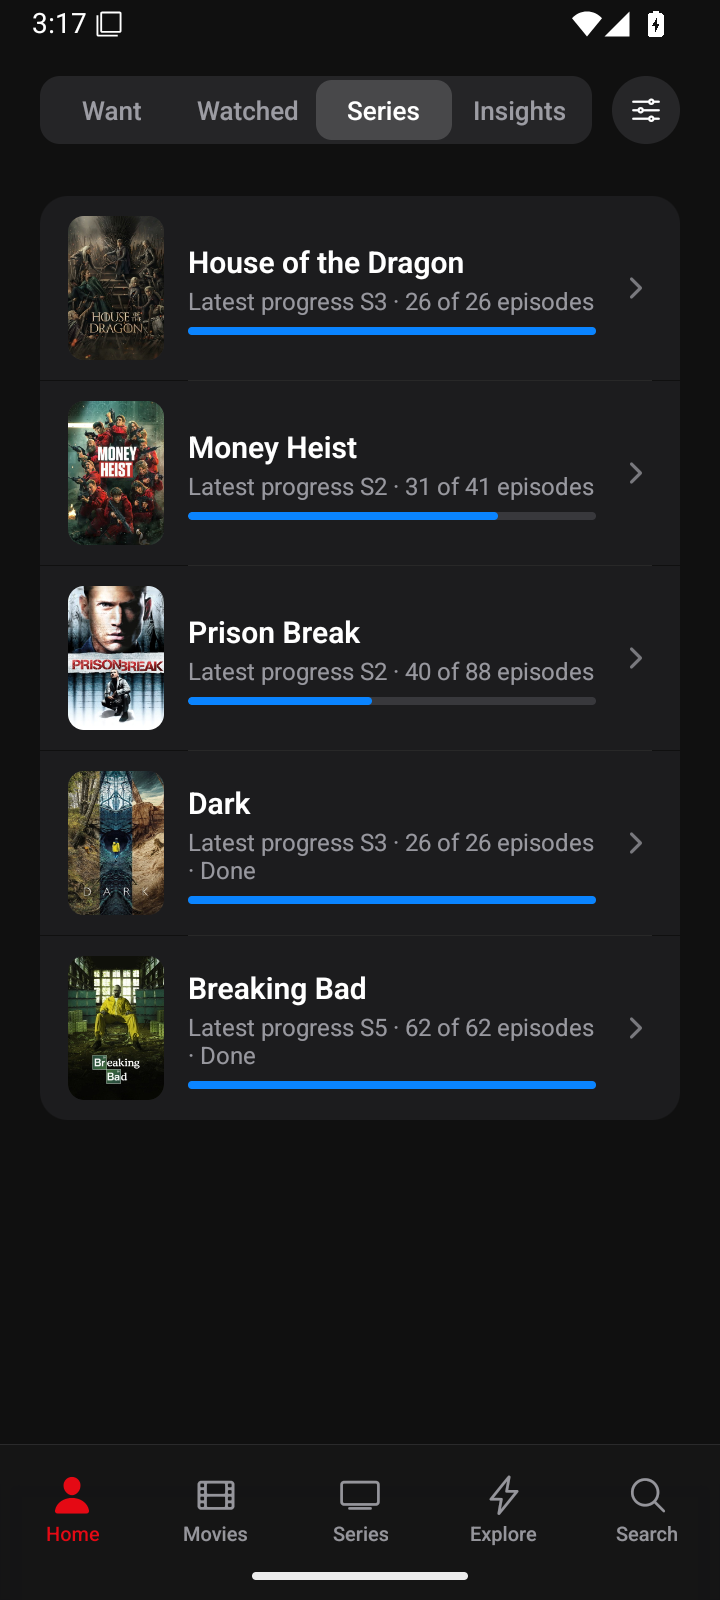 3:17
Want Watched Series Insights
HOUSE OF THE
DRAGON
House of the Dragon
Latest progress S3 · 26 of 26 episodes
MONEY
HEIST
Money Heist
Latest progress S2 · 31 of 41 episodes
PRISON BREAK
Prison Break
Latest progress S2 · 40 of 88 episodes
DARK
Dark
Latest progress S3 · 26 of 26 episodes
· Done
Breaking
Bad
Breaking Bad
Latest progress S5 · 62 of 62 episodes
· Done
Home Movies Series Explore Search